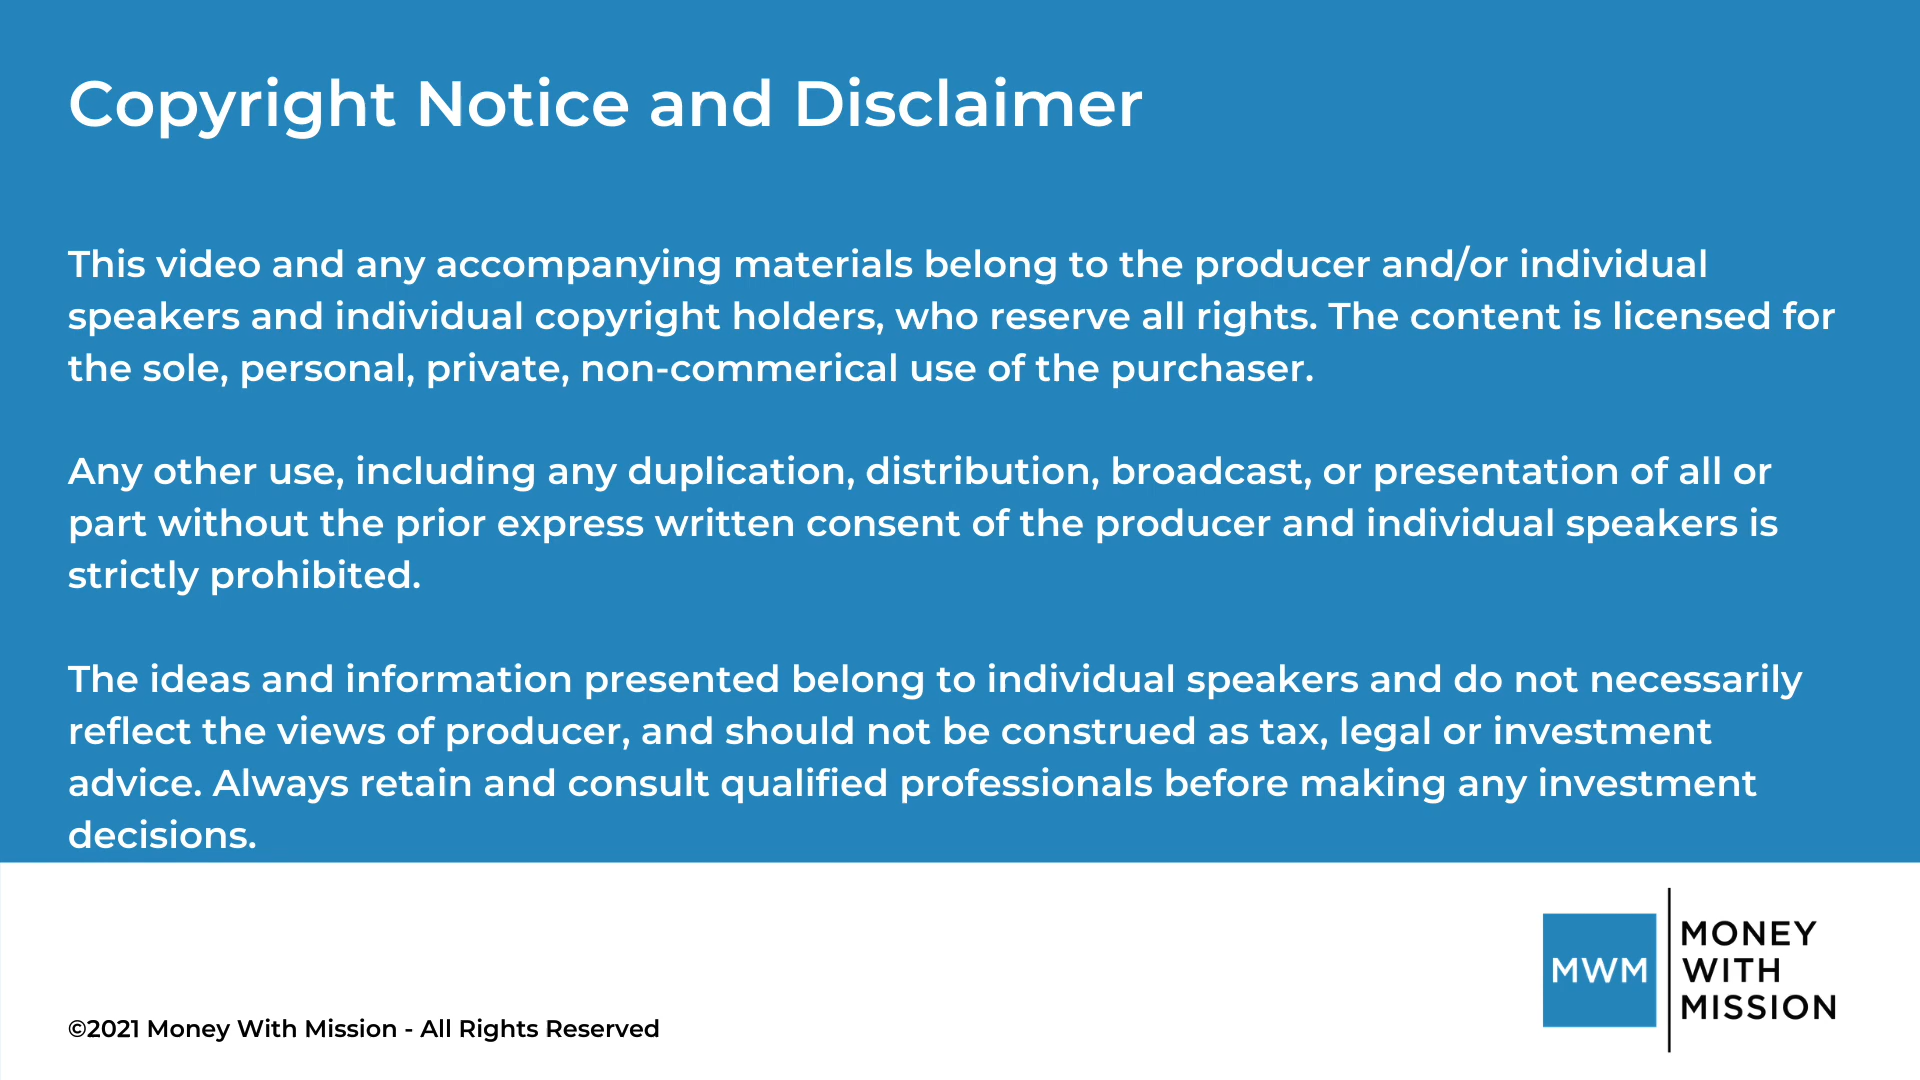 Copyright Notice and Disclaimer
This video and any accompanying materials belong to the producer and/or individual
speakers and individual copyright holders, who reserve all rights. The content is licensed for
the sole, personal, private, non-commerical use of the purchaser.
Any other use, including any duplication, distribution, broadcast, or presentation of all or
part without the prior express written consent of the producer and individual speakers is
strictly prohibited.
The ideas and information presented belong to individual speakers and do not necessarily
reflect the views of producer, and should not be construed as tax, legal or investment
advice. Always retain and consult qualified professionals before making any investment
decisions.
©2021 Money With Mission - All Rights Reserved
MWM
MONEY
WITH
MISSION